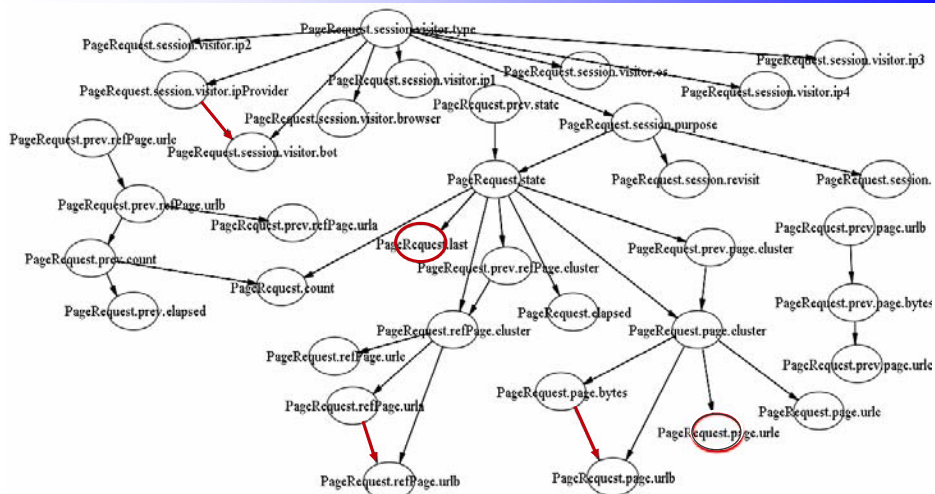 PageRequest.session.visitor.type
PageRequest.session.visitor.ip2
PageRequest.session.visitor.ip3
PageRequest.session.visitor.os
PageRequest.session.visitor.ip1
PageRequest.session.visitor.ipProvider
PageRequest.session.visitor.ip4
PageRequest.prev.state
PageRequest.session.visitor.browser
PageRequest.session.purpose
PageRequest.prev.refPage.urlc
PageRequest.session.visitor.bot
PageRequest.state
PageRequest.session.revisit
PageRequest.session.
PageRequest.prev.refPage.urlb
PageRequest.prev.refPage.urla
PageRequest.last
PageRequest.prev.page.cluster
PageRequest.prev.page.urlb
PageRequest.prev.count
PageRequest.prev.refPage.cluster
PageRequest.count
PageRequest.prev.page.bytes
PageRequest.prev.elapsed
PageRequest.elapsed
PageRequest.refPage.cluster
PageRequest.page.cluster
PageRequest.refPage.urlc
PageRequest.prev.page.urlc
PageRequest.page.bytes
PageRequest.refPage.urla
PageRequest.page.urlc
PageRequest.page.urlc
PageRequest.refPage.urlb
PageRequest.page.urlb